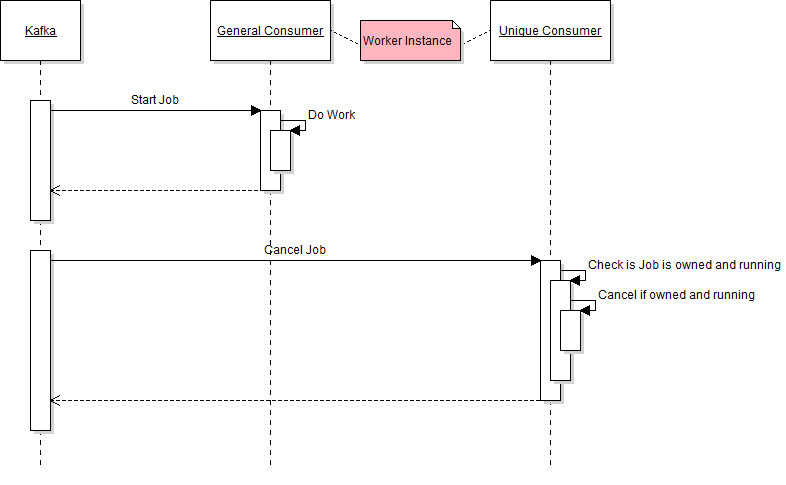 Kafka
General Consumer
Worker Instance
Unique Consumer
Start Job
Do Work
Cancel Job
Check is Job is owned and running
Cancel if owned and running